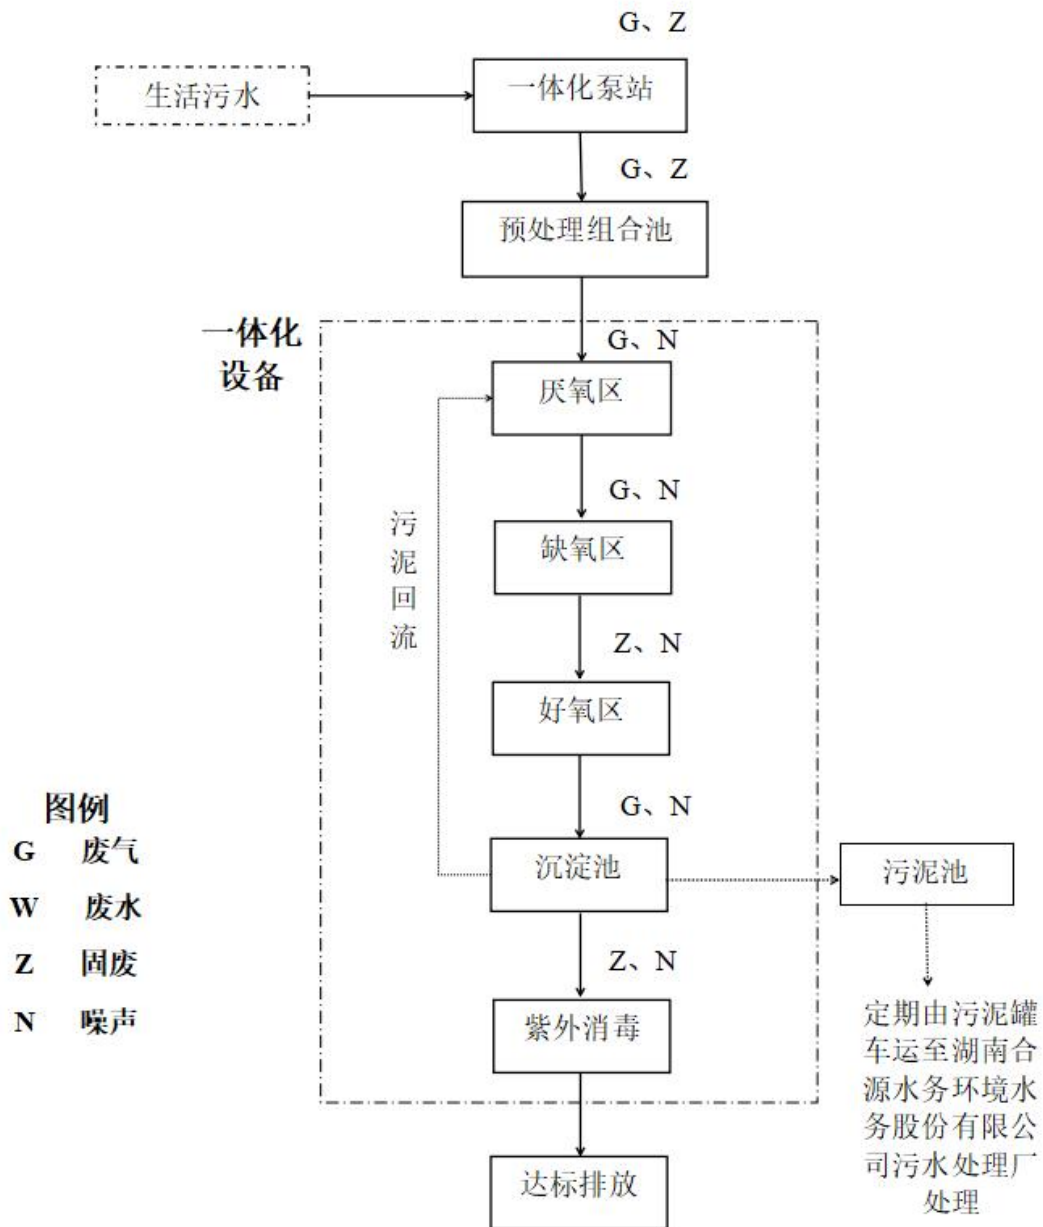 G、Z
生活污水
一体化泵站
G、Z
预处理组合池
一体化
设备
G、N
厌氧区
G、N
污泥回流
缺氧区
Z、N
好氧区
G、N
沉淀池
污泥池
Z、N
紫外消毒
达标排放
定期由污泥罐
车运至湖南合
源水务环境水
务股份有限公
司污水处理厂
处理
图例
G 废气
W 废水
Z 固废
N 噪声